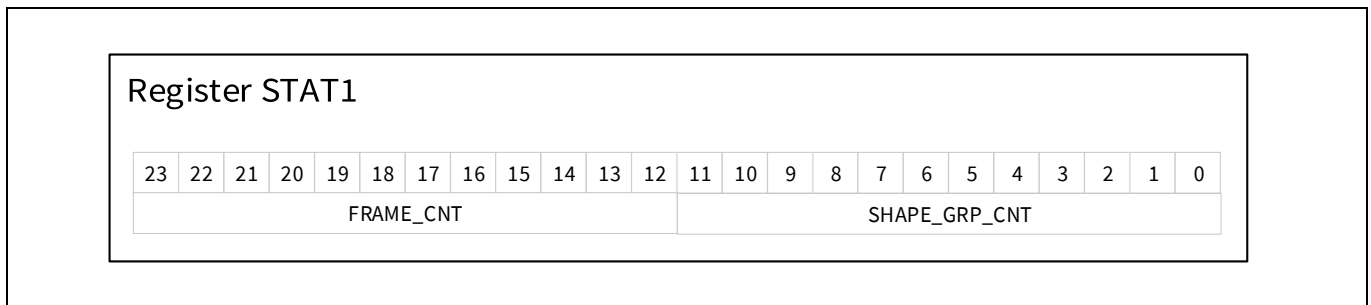 Register STAT1
23 22 21 20 19 18 17 16 15 14 13 12 11 10 9 8 7 6 5 4 3 2 1 0
FRAME_CNT SHAPE_GRP_CNT